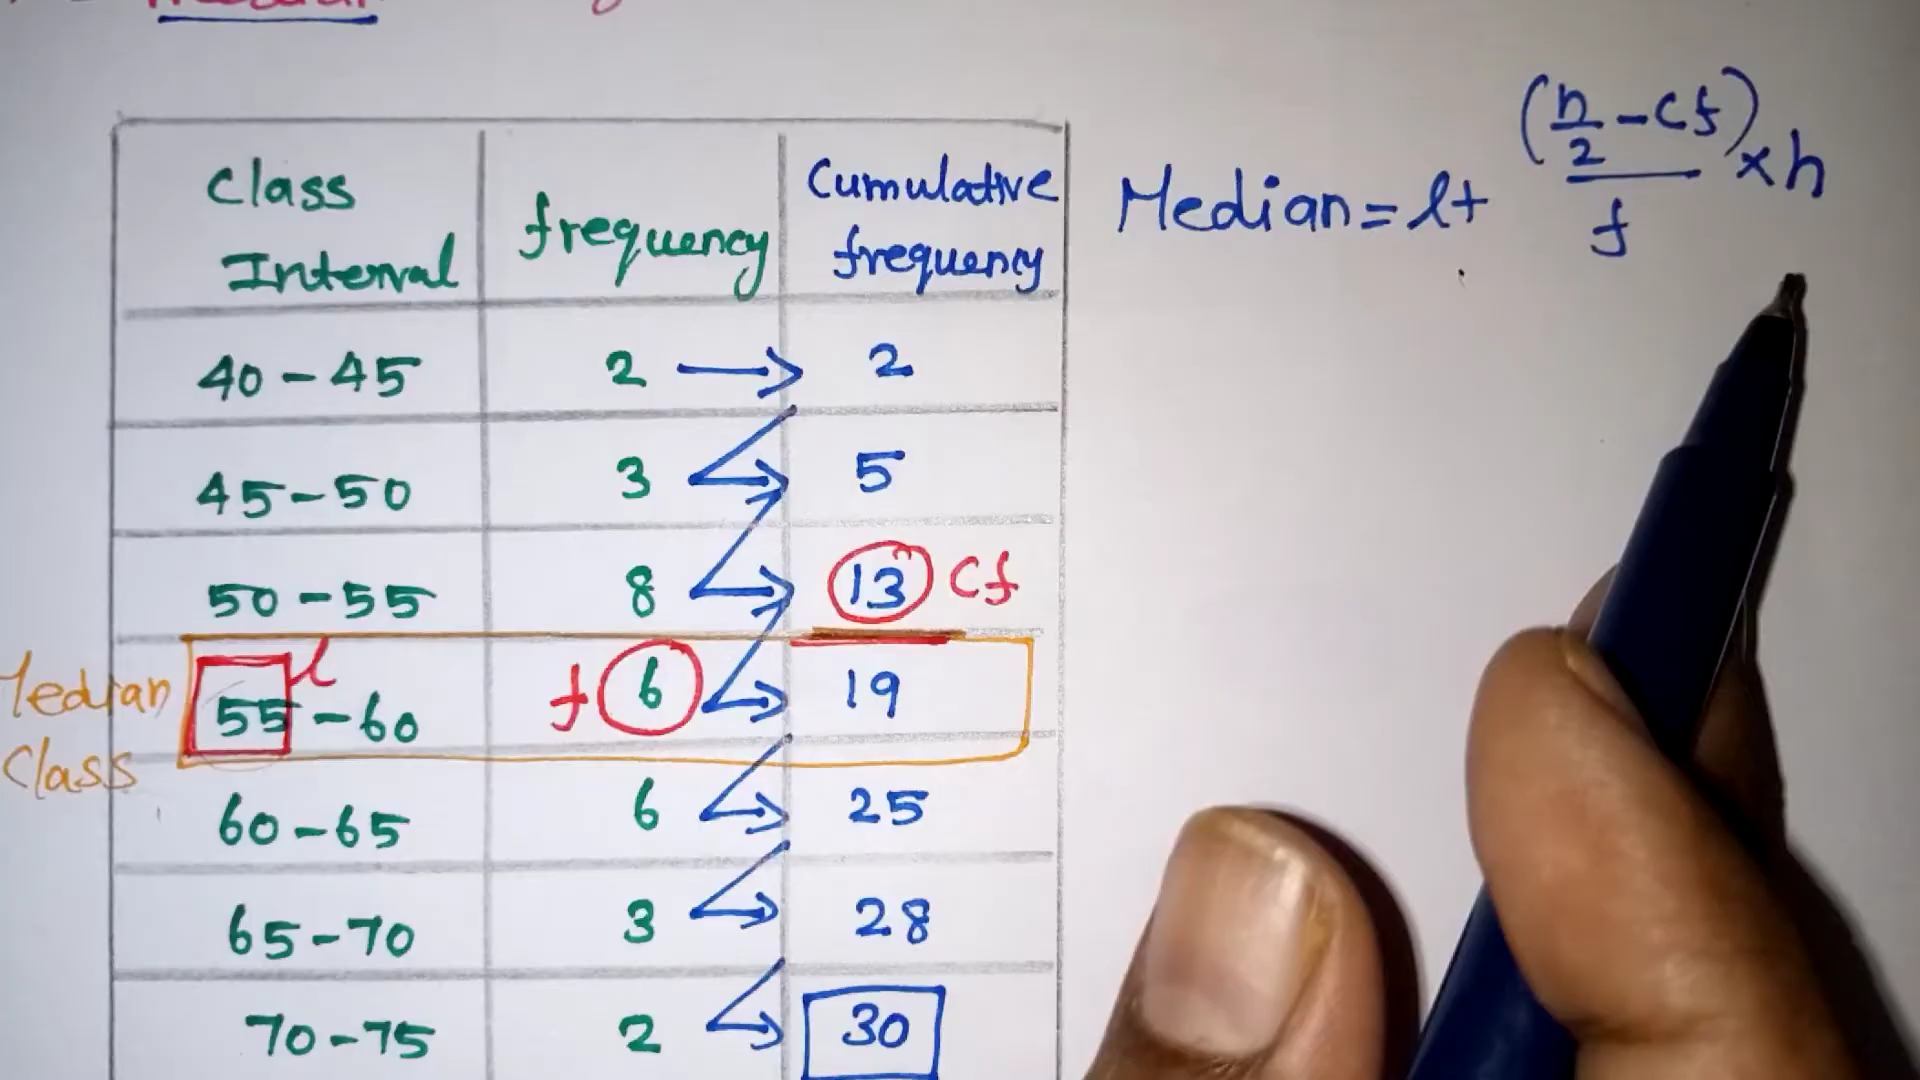 Class Interval frequency Cumulative frequency
40-45 2 2
45-50 3 5
50-55 8 13 Cf
Median Class 55-60 l f 6 19
60-65 6 25
65-70 3 28
70-75 2 30
Median = l + (n/2 - Cf)/f × h